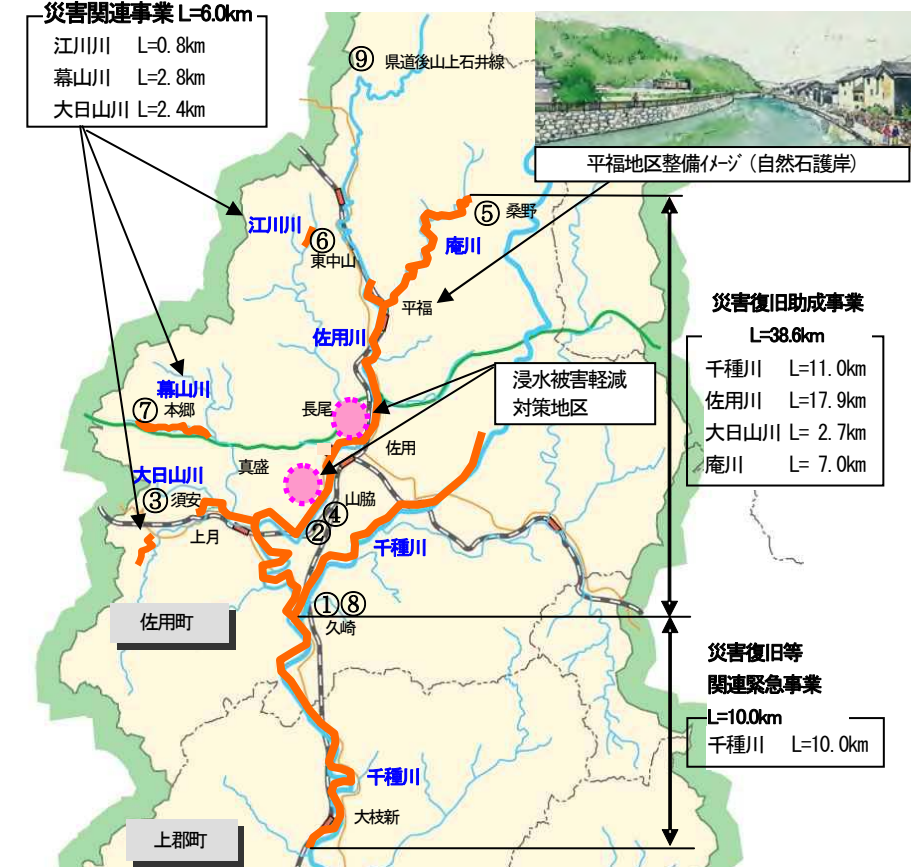 災害関連事業 L=6.0km
江川川 L=0.8km
幕山川 L=2.8km
大日山川 L=2.4km
⑨ 県道後山上石井線
平福地区整備イメージ（自然石護岸）
⑤ 桑野
江川川
⑥
東中山
庵川
平福
佐用川
災害復旧助成事業
L=38.6km
千種川 L=11.0km
佐用川 L=17.9km
大日山川 L= 2.7km
庵川 L= 7.0km
浸水被害軽減
対策地区
幕山川
⑦ 本郷
長尾
佐用
真盛
大日山川
③ 須安
山脇
④
②
上月
千種川
①⑧
久崎
佐用町
災害復旧等
関連緊急事業
L=10.0km
千種川 L=10.0km
千種川
大枝新
上郡町